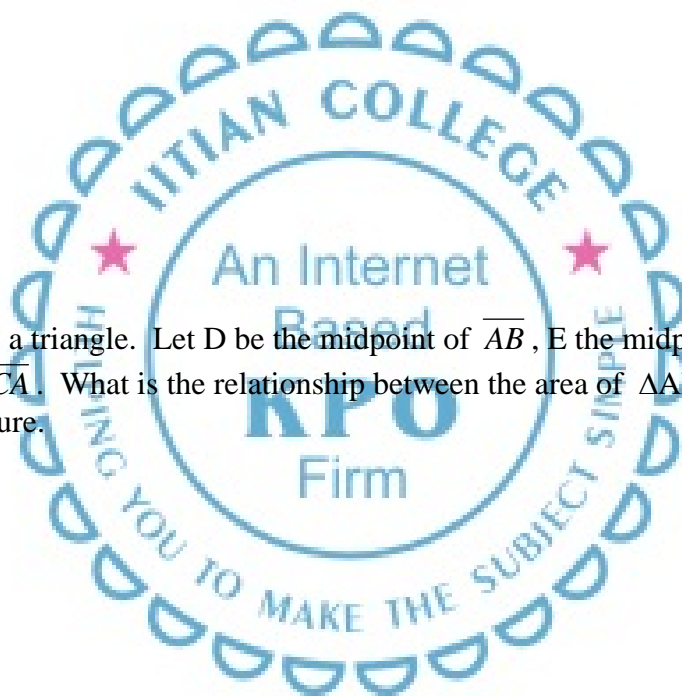 IITIAN COLLEGE
An Internet
Based
a triangle. Let D be the midpoint of AB, E the midp
CA. What is the relationship between the area of ΔA
ure.
KPO
Firm
HELPING YOU TO MAKE THE SUBJECT SIMPLE